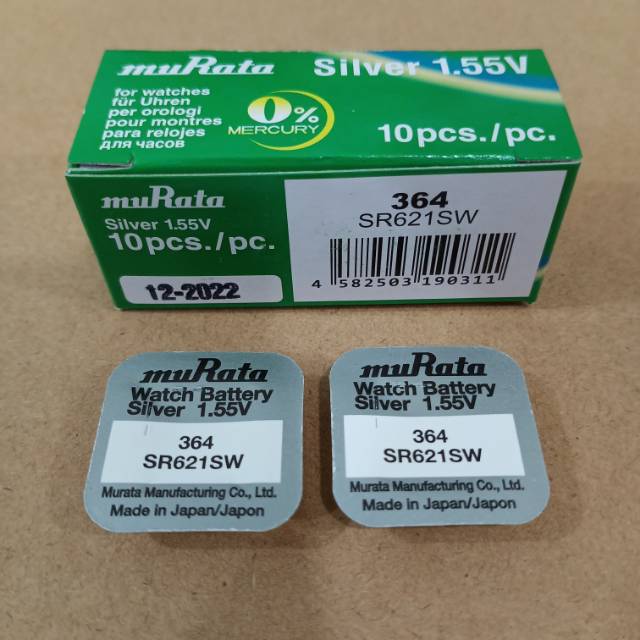 muRata Silver 1.55V
for watches
für Uhren
per orologi
pour montres
para relojes
для часов
0%
MERCURY
10pcs./pc.
muRata
Silver 1.55V
10pcs./pc.
12-2022
364
SR621SW
4 582503 190311
muRata
Watch Battery
Silver 1.55V
364
SR621SW
Murata Manufacturing Co., Ltd.
Made in Japan/Japon
muRata
Watch Battery
Silver 1.55V
364
SR621SW
Murata Manufacturing Co., Ltd.
Made in Japan/Japon